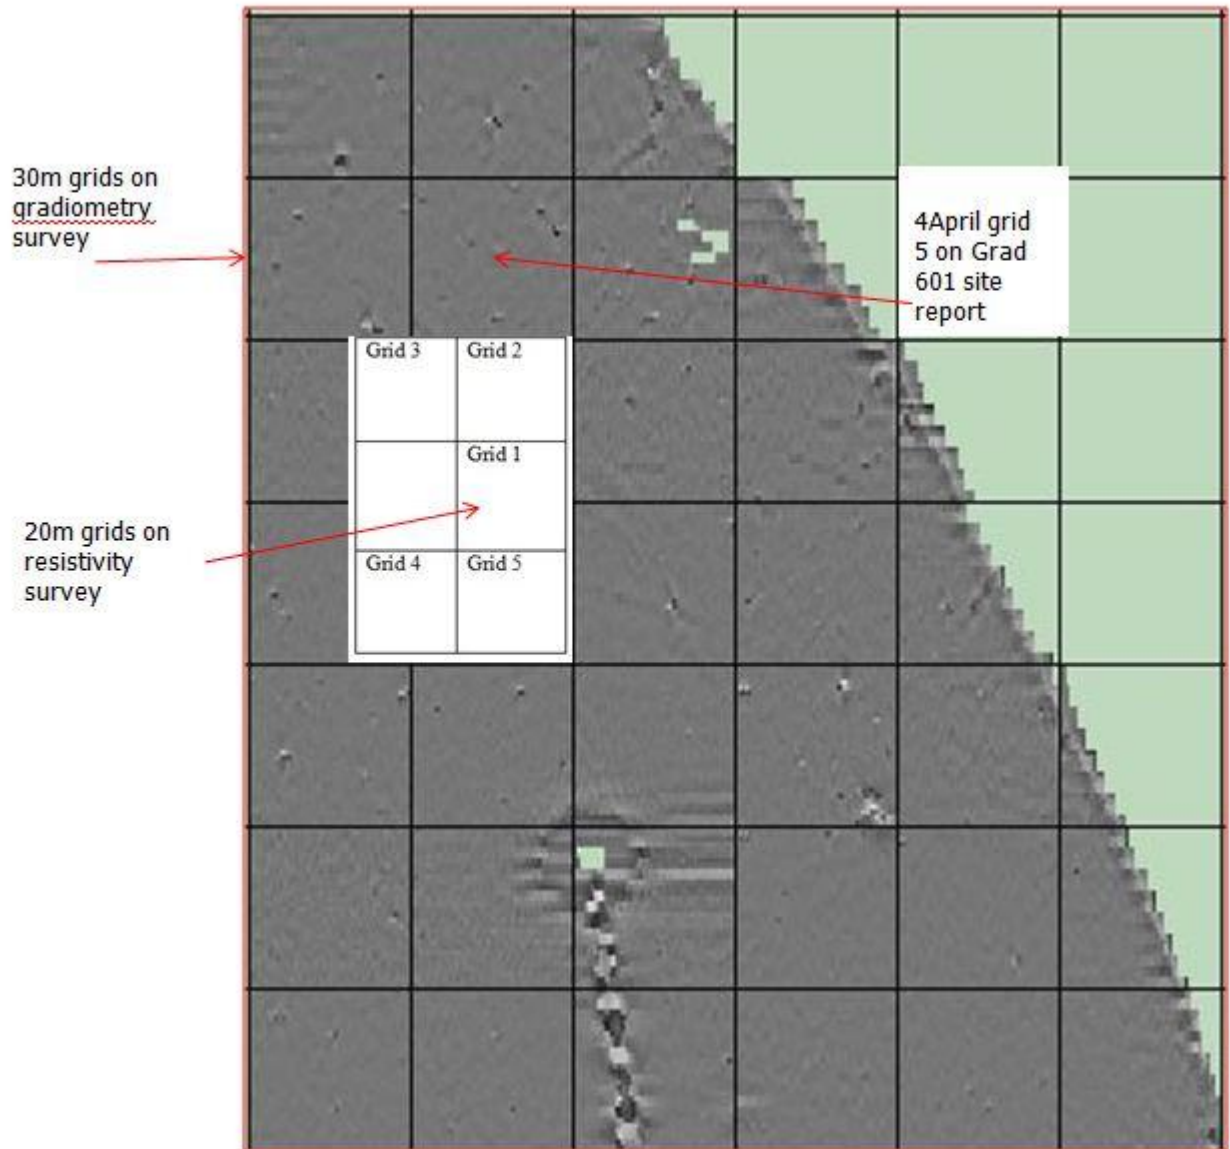 30m grids on
gradiometry
survey
4April grid
5 on Grad
601 site
report
Grid 3
Grid 2
Grid 1
20m grids on
resistivity
survey
Grid 4
Grid 5